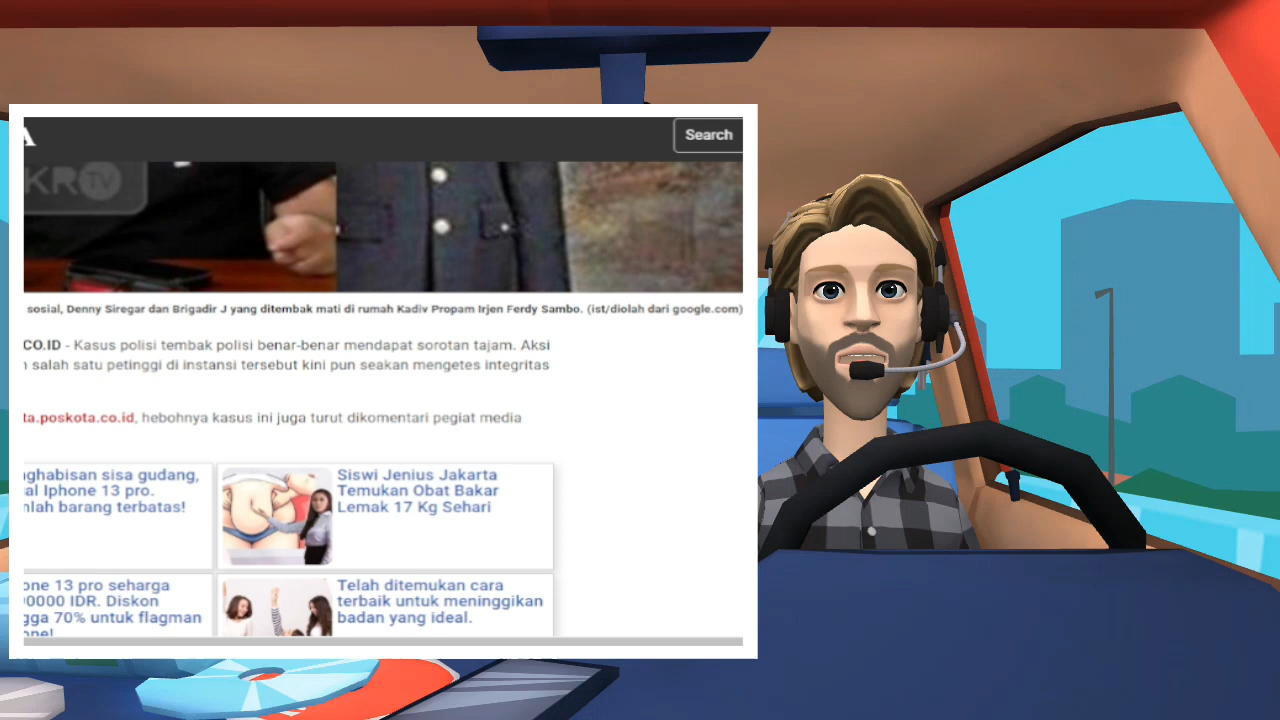 A
Search
KR TV
sosial, Denny Siregar dan Brigadir J yang ditembak mati di rumah Kadiv Propam Irjen Ferdy Sambo. (ist/diolah dari google.com)
CO.ID - Kasus polisi tembak polisi benar-benar mendapat sorotan tajam. Aksi
salah satu petinggi di instansi tersebut kini pun seakan mengetes integritas
ta.poskota.co.id, hebohnya kasus ini juga turut dikomentari pegiat media
nghabisan sisa gudang,
al Iphone 13 pro.
mlah barang terbatas!
Siswi Jenius Jakarta
Temukan Obat Bakar
Lemak 17 Kg Sehari
one 13 pro seharga
00000 IDR. Diskon
gga 70% untuk flagman
one!
Telah ditemukan cara
terbaik untuk meninggikan
badan yang ideal.